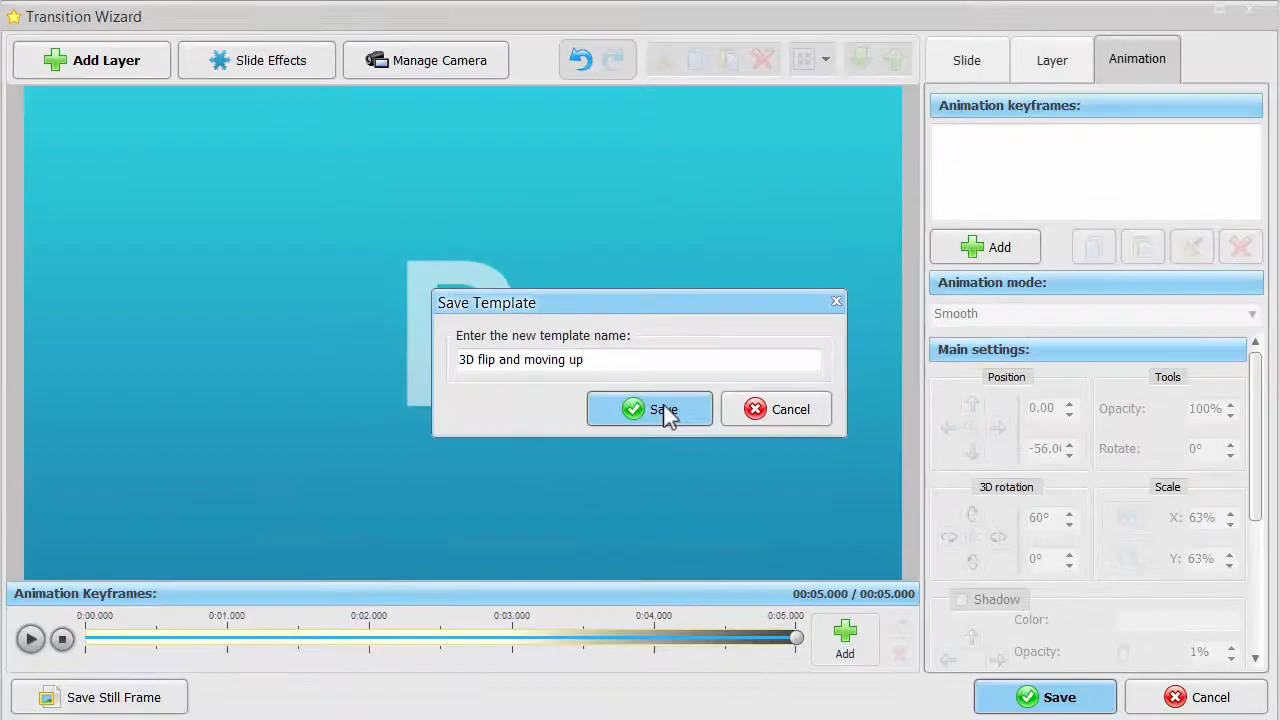 Transition Wizard
Add Layer
Slide Effects
Manage Camera
Slide
Layer
Animation
Animation keyframes:
Add
Animation mode:
Smooth
Main settings:
Position
Tools
0.00
Opacity:
100%
Rotate:
0°
3D rotation
Scale
60°
X: 63%
0°
Y: 63%
Shadow
Color:
Opacity:
1%
Save Template
Enter the new template name:
3D flip and moving up
Save
Cancel
Animation Keyframes:
00:05.000 / 00:05.000
0:00.000
0:01.000
0:02.000
0:03.000
0:04.000
0:05.000
Add
Save Still Frame
Save
Cancel